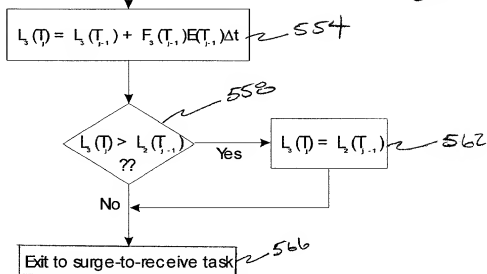 L₃(Tⱼ) = L₃(Tⱼ₋₁) + F₃(Tⱼ₋₁)E(Tⱼ₋₁)Δt
554
558
L₃(Tⱼ) > L₂(Tⱼ₋₁)
??
Yes
L₃(Tⱼ) = L₂(Tⱼ₋₁)
562
No
Exit to surge-to-receive task
566